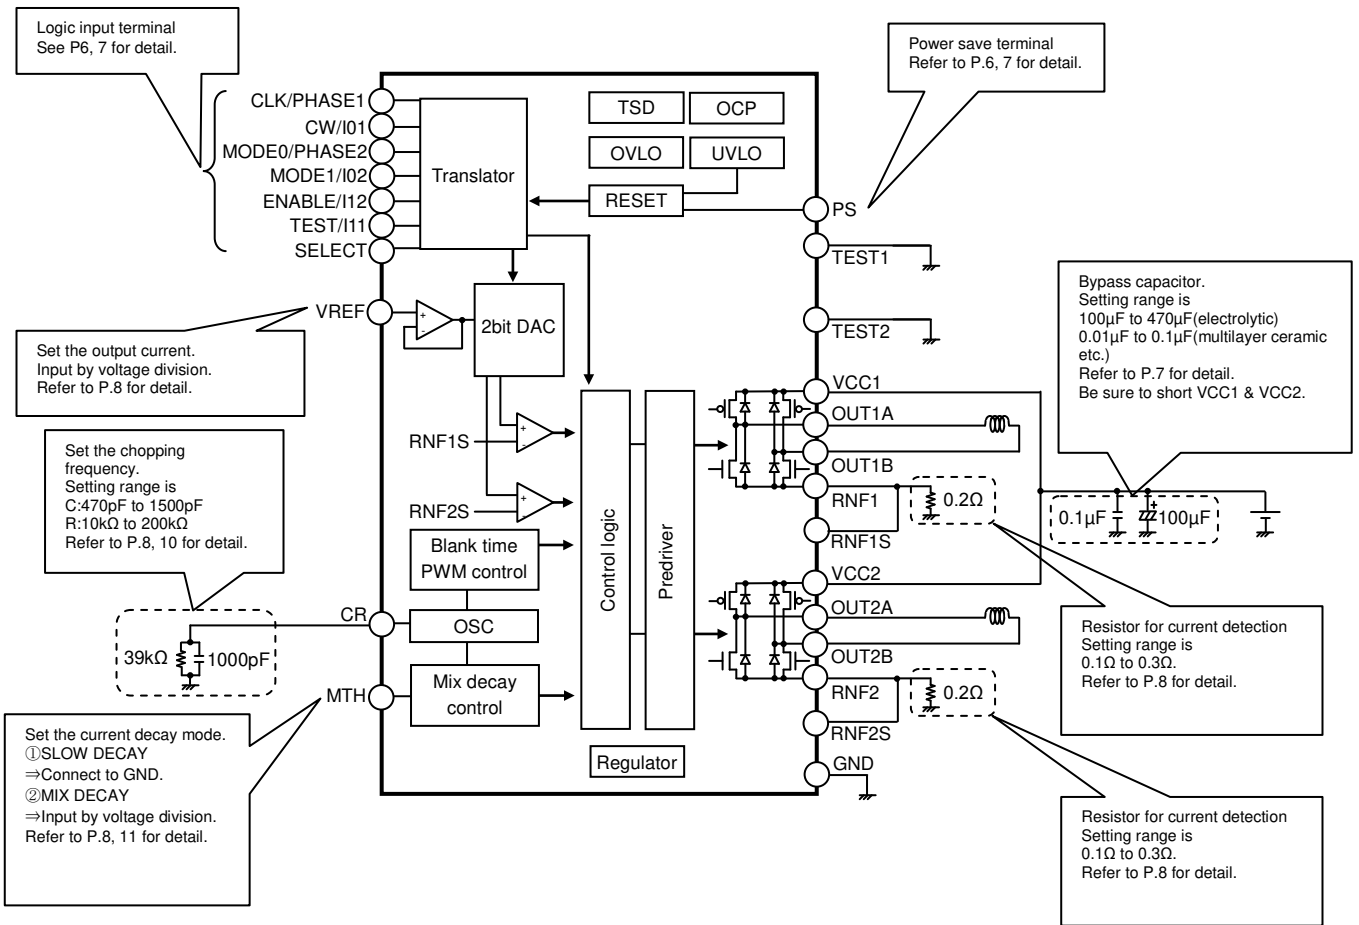 Logic input terminal
See P6, 7 for detail.
Power save terminal
Refer to P.6, 7 for detail.
CLK/PHASE1
CW/I01
MODE0/PHASE2
MODE1/I02
ENABLE/I12
TEST/I11
SELECT
Translator
TSD
OCP
OVLO
UVLO
RESET
PS
TEST1
TEST2
VREF
+
-
2bit DAC
Set the output current.
Input by voltage division.
Refer to P.8 for detail.
Bypass capacitor.
Setting range is
100µF to 470µF(electrolytic)
0.01µF to 0.1µF(multilayer ceramic
etc.)
Refer to P.7 for detail.
Be sure to short VCC1 & VCC2.
Set the chopping
frequency.
Setting range is
C:470pF to 1500pF
R:10kΩ to 200kΩ
Refer to P.8, 10 for detail.
RNF1S
+
-
RNF2S
+
-
Blank time
PWM control
OSC
Mix decay
control
Control logic
Predriver
Regulator
VCC1
OUT1A
OUT1B
RNF1
0.2Ω
RNF1S
VCC2
OUT2A
OUT2B
RNF2
0.2Ω
RNF2S
GND
0.1µF
+
100µF
CR
39kΩ
1000pF
MTH
Set the current decay mode.
①SLOW DECAY
⇒Connect to GND.
②MIX DECAY
⇒Input by voltage division.
Refer to P.8, 11 for detail.
Resistor for current detection
Setting range is
0.1Ω to 0.3Ω.
Refer to P.8 for detail.
Resistor for current detection
Setting range is
0.1Ω to 0.3Ω.
Refer to P.8 for detail.